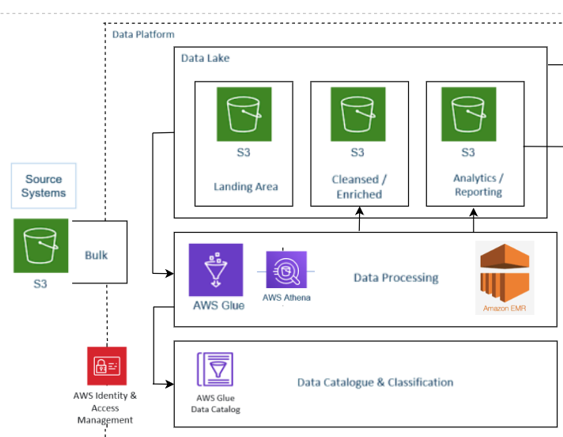 Data Platform
Data Lake
S3
Landing Area
S3
Cleansed /
Enriched
S3
Analytics /
Reporting
Source
Systems
S3
Bulk
AWS Glue
AWS Athena
Data Processing
Amazon EMR
AWS Identity &
Access
Management
AWS Glue
Data Catalog
Data Catalogue & Classification